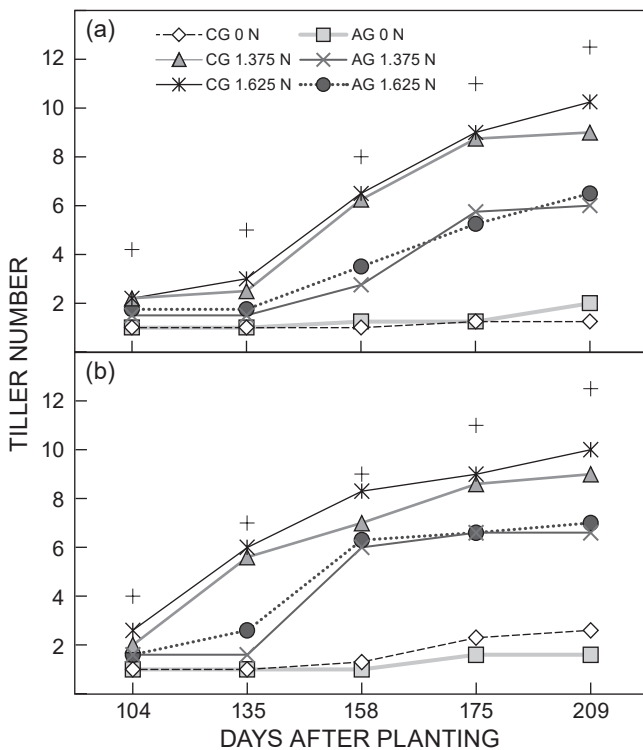 (a)
CG 0 N AG 0 N
CG 1.375 N AG 1.375 N
CG 1.625 N AG 1.625 N
12
10
8
6
4
2
TILLER NUMBER
(b)
12
10
8
6
4
2
104 135 158 175 209
DAYS AFTER PLANTING